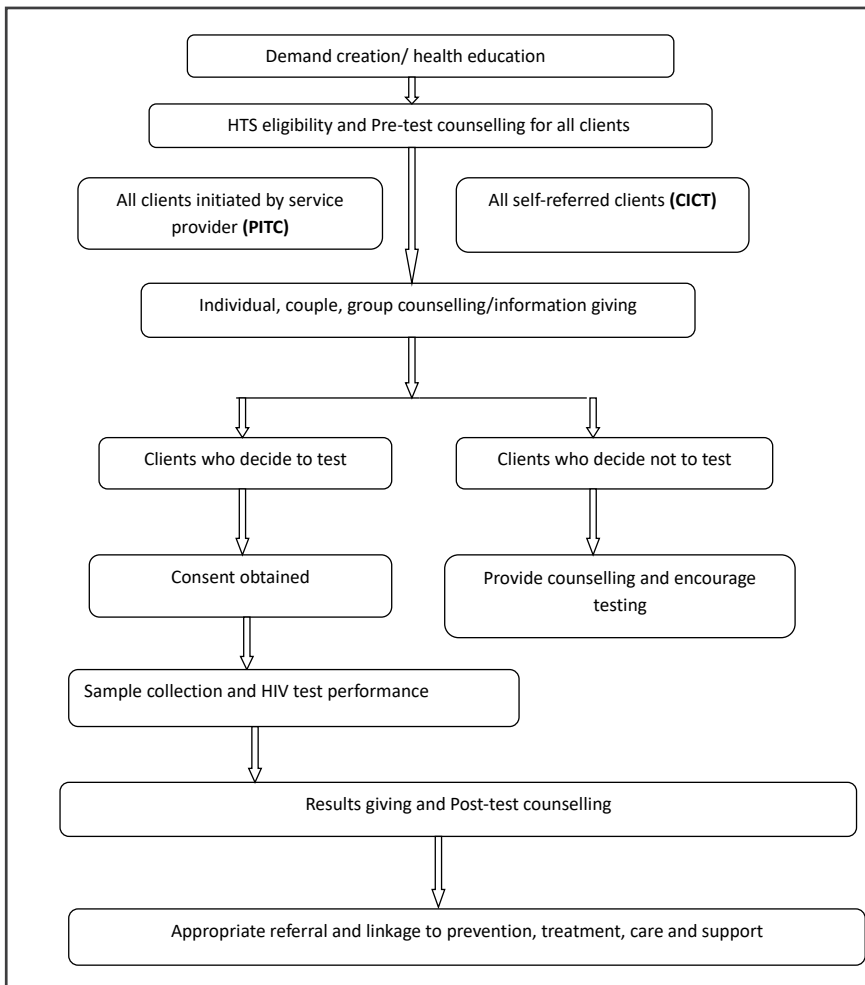 Demand creation/ health education
HTS eligibility and Pre-test counselling for all clients
All clients initiated by service
provider (PITC)
All self-referred clients (CICT)
Individual, couple, group counselling/information giving
Clients who decide to test
Clients who decide not to test
Consent obtained
Provide counselling and encourage
testing
Sample collection and HIV test performance
Results giving and Post-test counselling
Appropriate referral and linkage to prevention, treatment, care and support